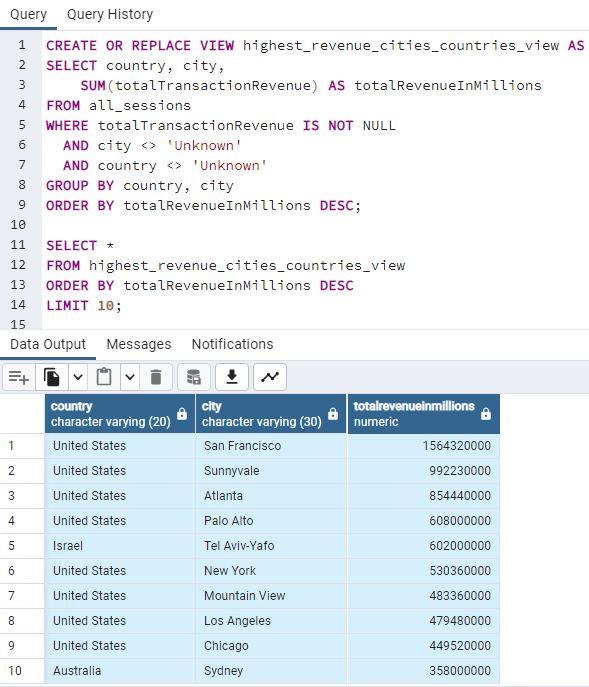 Query Query History
1 CREATE OR REPLACE VIEW highest_revenue_cities_countries_view AS
2 SELECT country, city,
3 SUM(totalTransactionRevenue) AS totalRevenueInMillions
4 FROM all_sessions
5 WHERE totalTransactionRevenue IS NOT NULL
6 AND city <> 'Unknown'
7 AND country <> 'Unknown'
8 GROUP BY country, city
9 ORDER BY totalRevenueInMillions DESC;
10
11 SELECT *
12 FROM highest_revenue_cities_countries_view
13 ORDER BY totalRevenueInMillions DESC
14 LIMIT 10;
15
Data Output Messages Notifications
country city totalrevenueinmillions
character varying (20) character varying (30) numeric
1 United States San Francisco 1564320000
2 United States Sunnyvale 992230000
3 United States Atlanta 854440000
4 United States Palo Alto 608000000
5 Israel Tel Aviv-Yafo 602000000
6 United States New York 530360000
7 United States Mountain View 483360000
8 United States Los Angeles 479480000
9 United States Chicago 449520000
10 Australia Sydney 358000000